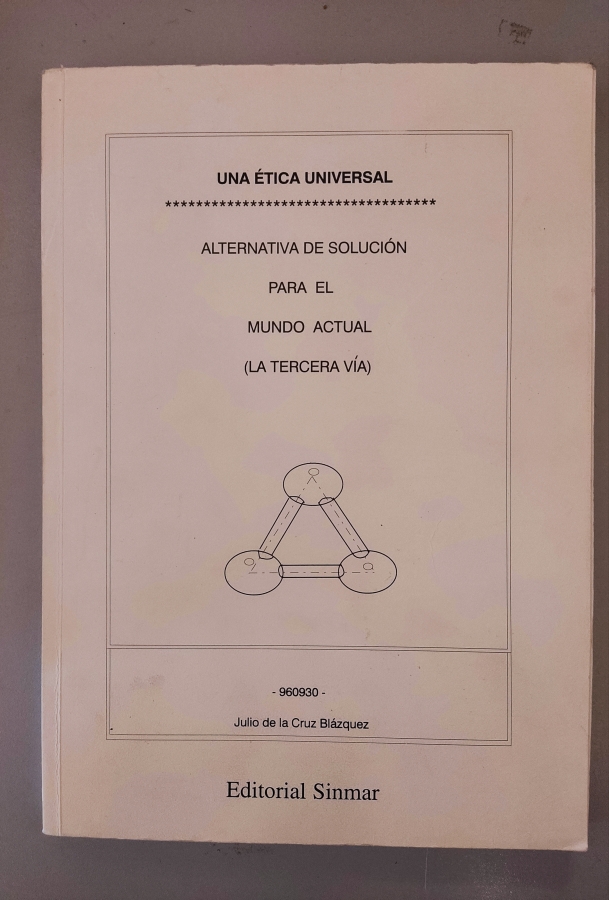 UNA ÉTICA UNIVERSAL
***********************************
ALTERNATIVA DE SOLUCIÓN
PARA EL
MUNDO ACTUAL
(LA TERCERA VÍA)
- 960930 -
Julio de la Cruz Blázquez
Editorial Sinmar